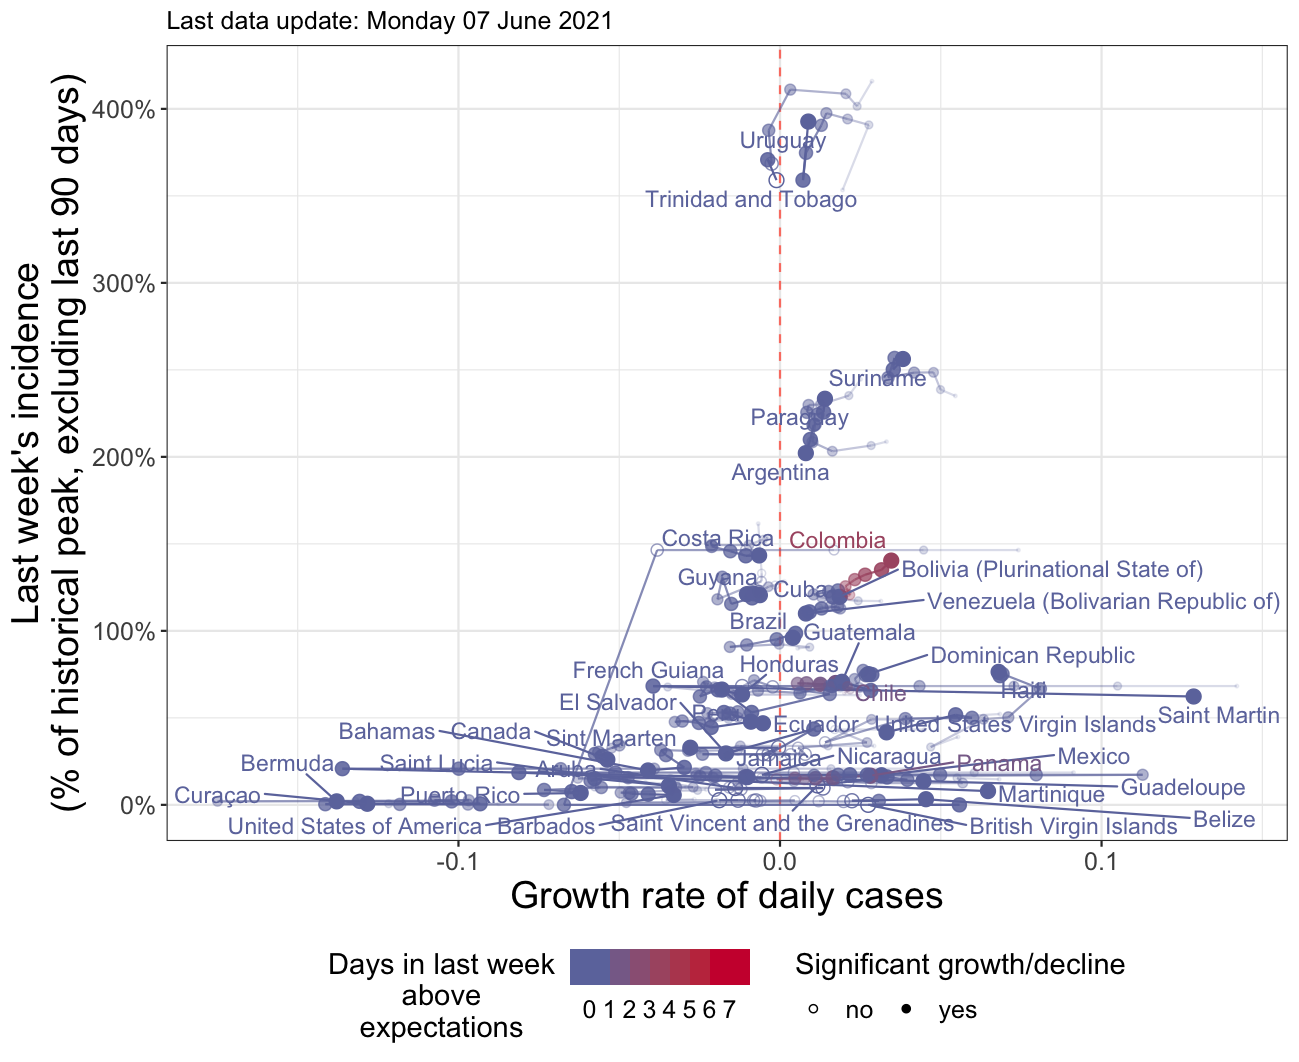 Last data update: Monday 07 June 2021
Last week's incidence
(% of historical peak, excluding last 90 days)
400%
300%
200%
100%
0%
Uruguay
Trinidad and Tobago
Suriname
Paraguay
Argentina
Costa Rica
Colombia
Bolivia (Plurinational State of)
Guyana
Cuba
Venezuela (Bolivarian Republic of)
Brazil
Guatemala
Dominican Republic
Honduras
French Guiana
Haiti
Chile
El Salvador
Saint Martin
Peru
Ecuador
United States Virgin Islands
Bahamas
Canada
Sint Maarten
Jamaica
Nicaragua
Mexico
Panama
Bermuda
Saint Lucia
Aruba
Guadeloupe
Curaçao
Puerto Rico
Martinique
United States of America
Barbados
Saint Vincent and the Grenadines
British Virgin Islands
Belize
-0.1
0.0
0.1
Growth rate of daily cases
Days in last week
above
expectations
0 1 2 3 4 5 6 7
Significant growth/decline
no
yes